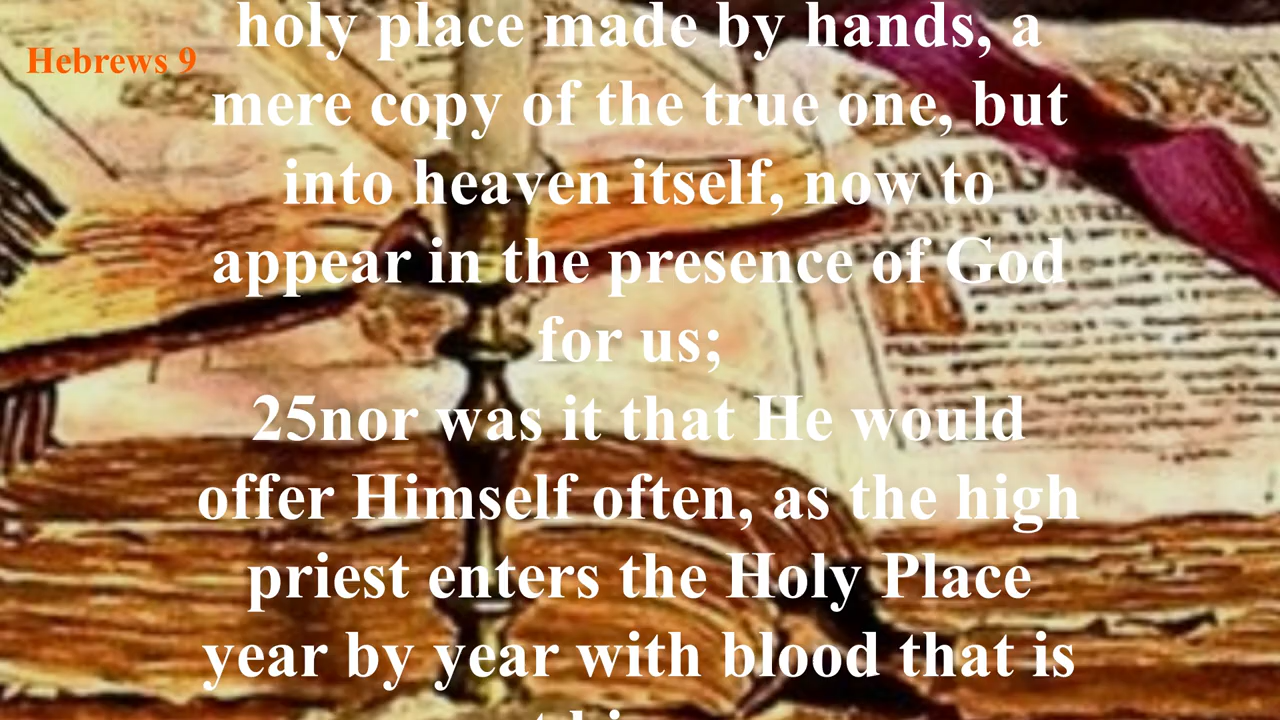 Hebrews 9
holy place made by hands, a
mere copy of the true one, but
into heaven itself, now to
appear in the presence of God
for us;
25nor was it that He would
offer Himself often, as the high
priest enters the Holy Place
year by year with blood that is